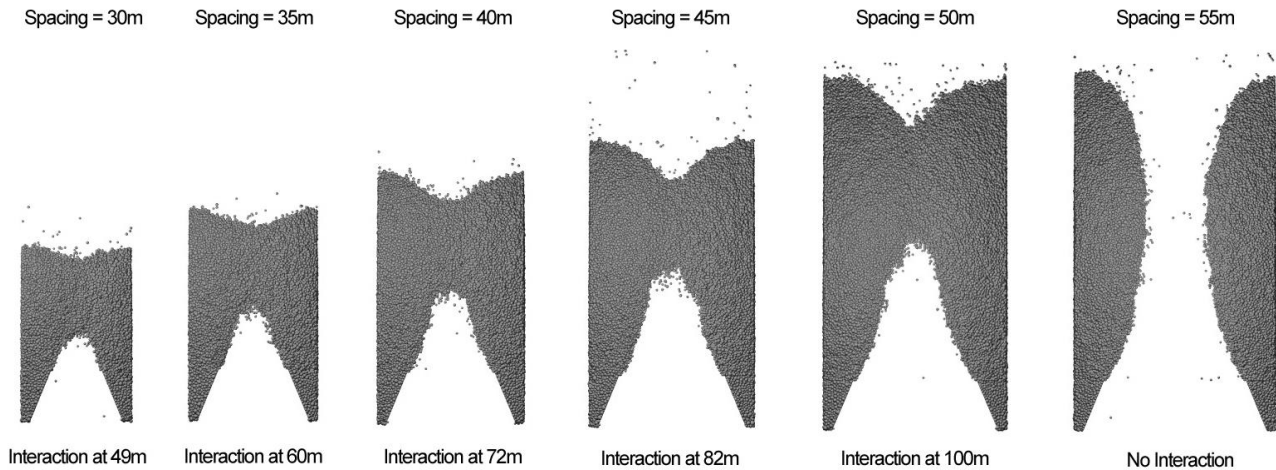 Spacing = 30m
Spacing = 35m
Spacing = 40m
Spacing = 45m
Spacing = 50m
Spacing = 55m
Interaction at 49m
Interaction at 60m
Interaction at 72m
Interaction at 82m
Interaction at 100m
No Interaction